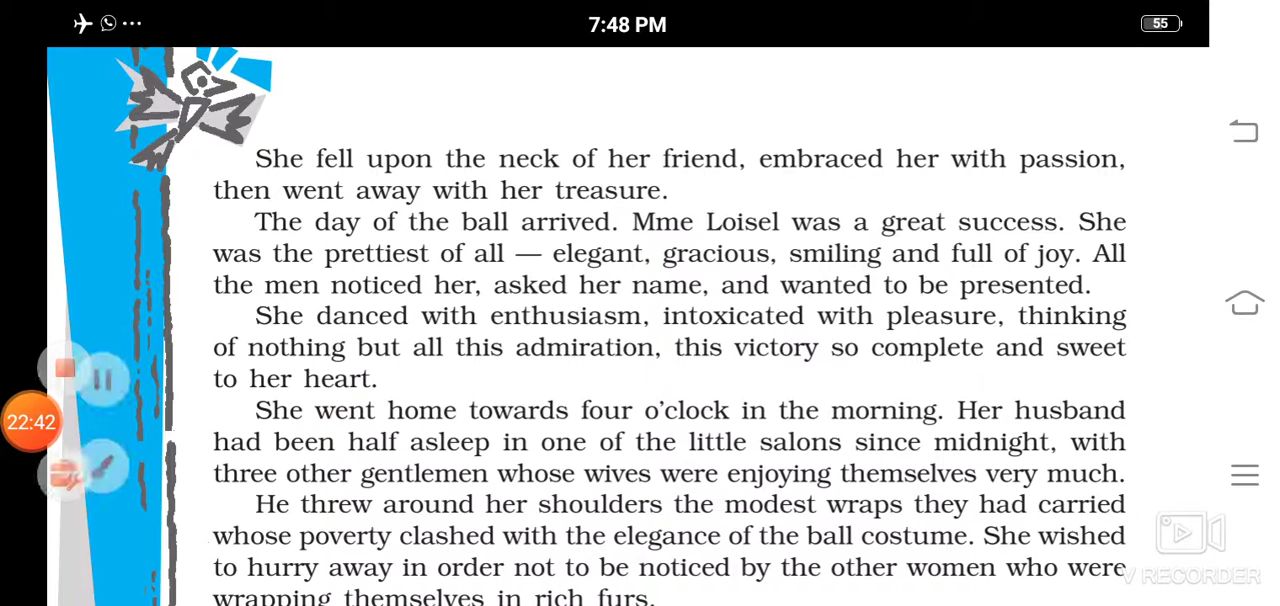 7:48 PM
55
She fell upon the neck of her friend, embraced her with passion,
then went away with her treasure.
The day of the ball arrived. Mme Loisel was a great success. She
was the prettiest of all — elegant, gracious, smiling and full of joy. All
the men noticed her, asked her name, and wanted to be presented.
She danced with enthusiasm, intoxicated with pleasure, thinking
of nothing but all this admiration, this victory so complete and sweet
to her heart.
She went home towards four o'clock in the morning. Her husband
22:42
had been half asleep in one of the little salons since midnight, with
three other gentlemen whose wives were enjoying themselves very much.
He threw around her shoulders the modest wraps they had carried
whose poverty clashed with the elegance of the ball costume. She wished
to hurry away in order not to be noticed by the other women who were
V RECORDER
wrapping themselves in rich furs.